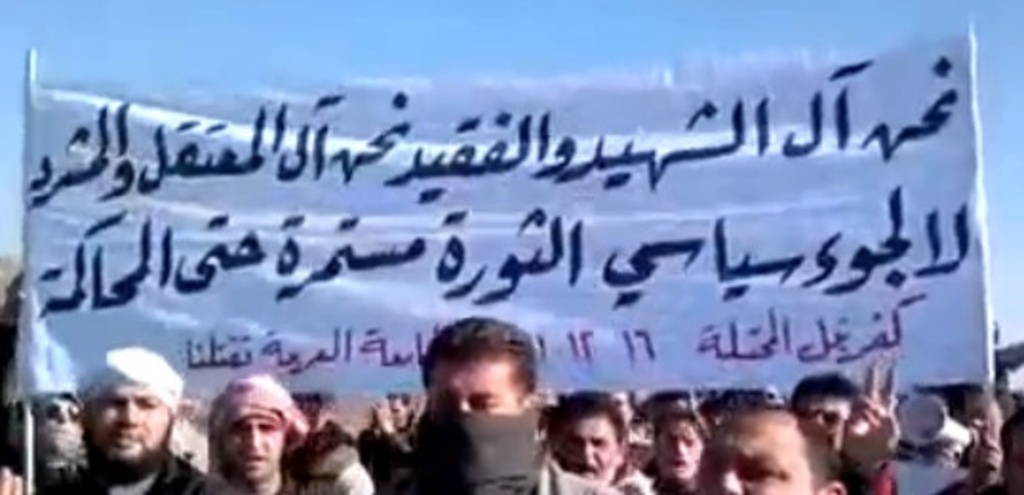 نحن آل الشهيد والفقيد نحن آل المعتقل والمشرد
لا لجوء سياسي الثورة مستمرة حتى المحاكمة
كفرنبل المحتلة ١٦ ١٢ العربية تقتلنا